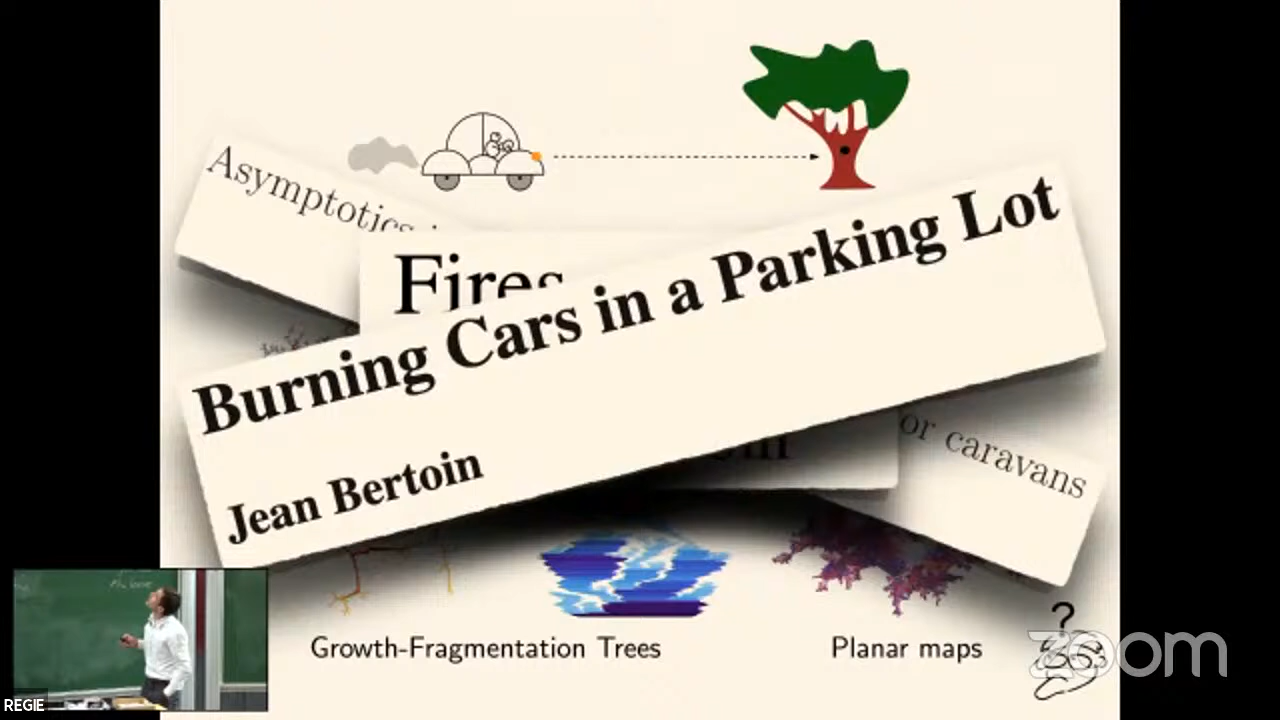 Asymptotics
Fires
Burning Cars in a Parking Lot
Jean Bertoin
or caravans
Growth-Fragmentation Trees
Planar maps
?
zoom
REGIE